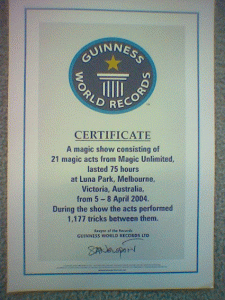 GUINNESS
WORLD RECORDS
CERTIFICATE
A magic show consisting of
21 magic acts from Magic Unlimited,
lasted 75 hours
at Luna Park, Melbourne,
Victoria, Australia.
from 5 – 8 April 2004.
During the show the acts performed
1,177 tricks between them.
Keeper of the Records
GUINNESS WORLD RECORDS LTD